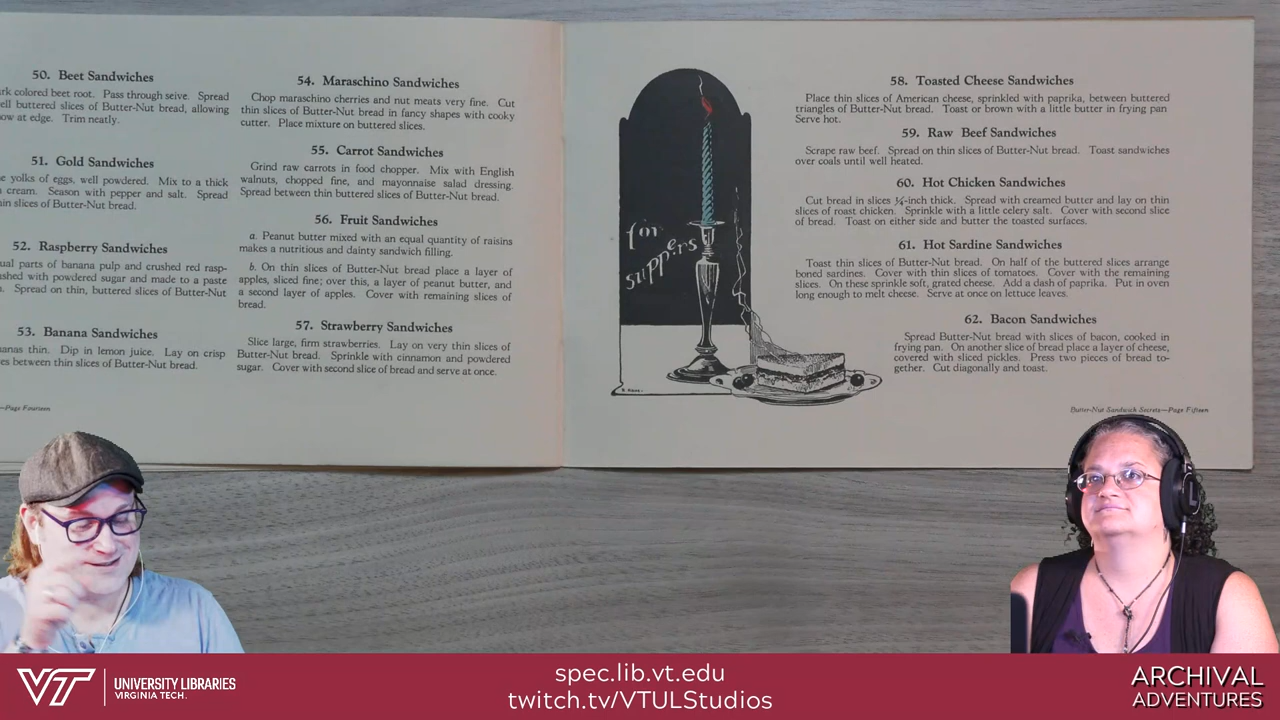 50. Beet Sandwiches
colored beet root. Pass through seive. Spread
buttered slices of Butter-Nut bread, allowing
at edge. Trim neatly.
51. Gold Sandwiches
yolks of eggs, well powdered. Mix to a thick
cream. Season with pepper and salt. Spread
slices of Butter-Nut bread.
52. Raspberry Sandwiches
parts of banana pulp and crushed red rasp-
with powdered sugar and made to a paste
Spread on thin, buttered slices of Butter-Nut
53. Banana Sandwiches
thin. Dip in lemon juice. Lay on crisp
between thin slices of Butter-Nut bread.
—Page Fourteen
54. Maraschino Sandwiches
Chop maraschino cherries and nut meats very fine. Cut
thin slices of Butter-Nut bread in fancy shapes with cooky
cutter. Place mixture on buttered slices.
55. Carrot Sandwiches
Grind raw carrots in food chopper. Mix with English
walnuts, chopped fine, and mayonnaise salad dressing.
Spread between thin buttered slices of Butter-Nut bread.
56. Fruit Sandwiches
a. Peanut butter mixed with an equal quantity of raisins
makes a nutritious and dainty sandwich filling.
b. On thin slices of Butter-Nut bread place a layer of
apples, sliced fine; over this, a layer of peanut butter, and
a second layer of apples. Cover with remaining slices of
bread.
57. Strawberry Sandwiches
Slice large, firm strawberries. Lay on very thin slices of
Butter-Nut bread. Sprinkle with cinnamon and powdered
sugar. Cover with second slice of bread and serve at once.
for
suppers
58. Toasted Cheese Sandwiches
Place thin slices of American cheese, sprinkled with paprika, between buttered
triangles of Butter-Nut bread. Toast or brown with a little butter in frying pan
Serve hot.
59. Raw Beef Sandwiches
Scrape raw beef. Spread on thin slices of Butter-Nut bread. Toast sandwiches
over coals until well heated.
60. Hot Chicken Sandwiches
Cut bread in slices ¼-inch thick. Spread with creamed butter and lay on thin
slices of roast chicken. Sprinkle with a little celery salt. Cover with second slice
of bread. Toast on either side and butter the toasted surfaces.
61. Hot Sardine Sandwiches
Toast thin slices of Butter-Nut bread. On half of the buttered slices arrange
boned sardines. Cover with thin slices of tomatoes. Cover with the remaining
slices. On these sprinkle soft, grated cheese. Add a dash of paprika. Put in oven
long enough to melt cheese. Serve at once on lettuce leaves.
62. Bacon Sandwiches
Spread Butter-Nut bread with slices of bacon, cooked in
frying pan. On another slice of bread place a layer of cheese,
covered with sliced pickles. Press two pieces of bread to-
gether. Cut diagonally and toast.
Butter-Nut Sandwich Secrets—Page Fifteen
VT
UNIVERSITY LIBRARIES
VIRGINIA TECH.
spec.lib.vt.edu
twitch.tv/VTULStudios
ARCHIVAL
ADVENTURES